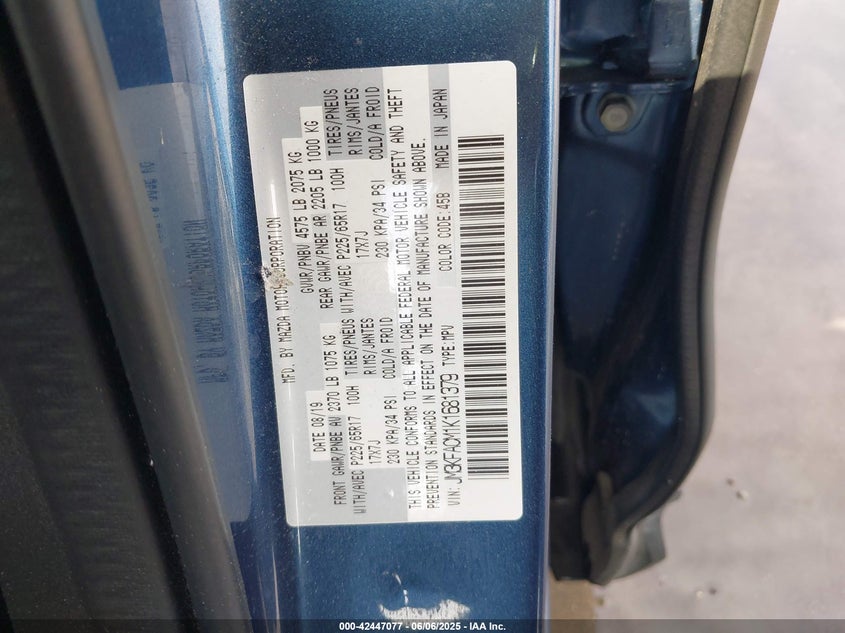 MFD. BY MAZDA MOTOR CORPORATION
DATE 08/19 GVWR/PNBV 4575 LB 2075 KG
FRONT GAWR/PNBE AV 2370 LB 1075 KG REAR GAWR/PNBE AR 2205 LB 1000 KG
WITH/AVEC P225/65R17 100H TIRES/PNEUS WITH/AVEC P225/65R17 100H TIRES/PNEUS
17X7J RIMS/JANTES 17X7J RIMS/JANTES
230 KPA/34 PSI COLD/A FROID 230 KPA/34 PSI COLD/A FROID
THIS VEHICLE CONFORMS TO ALL APPLICABLE FEDERAL MOTOR VEHICLE SAFETY AND THEFT
PREVENTION STANDARDS IN EFFECT ON THE DATE OF MANUFACTURE SHOWN ABOVE.
VIN: JM3KFADM1K1681379 TYPE:MPV COLOR CODE:45B MADE IN JAPAN
000-42447077 - 06/06/2025 - IAA Inc.